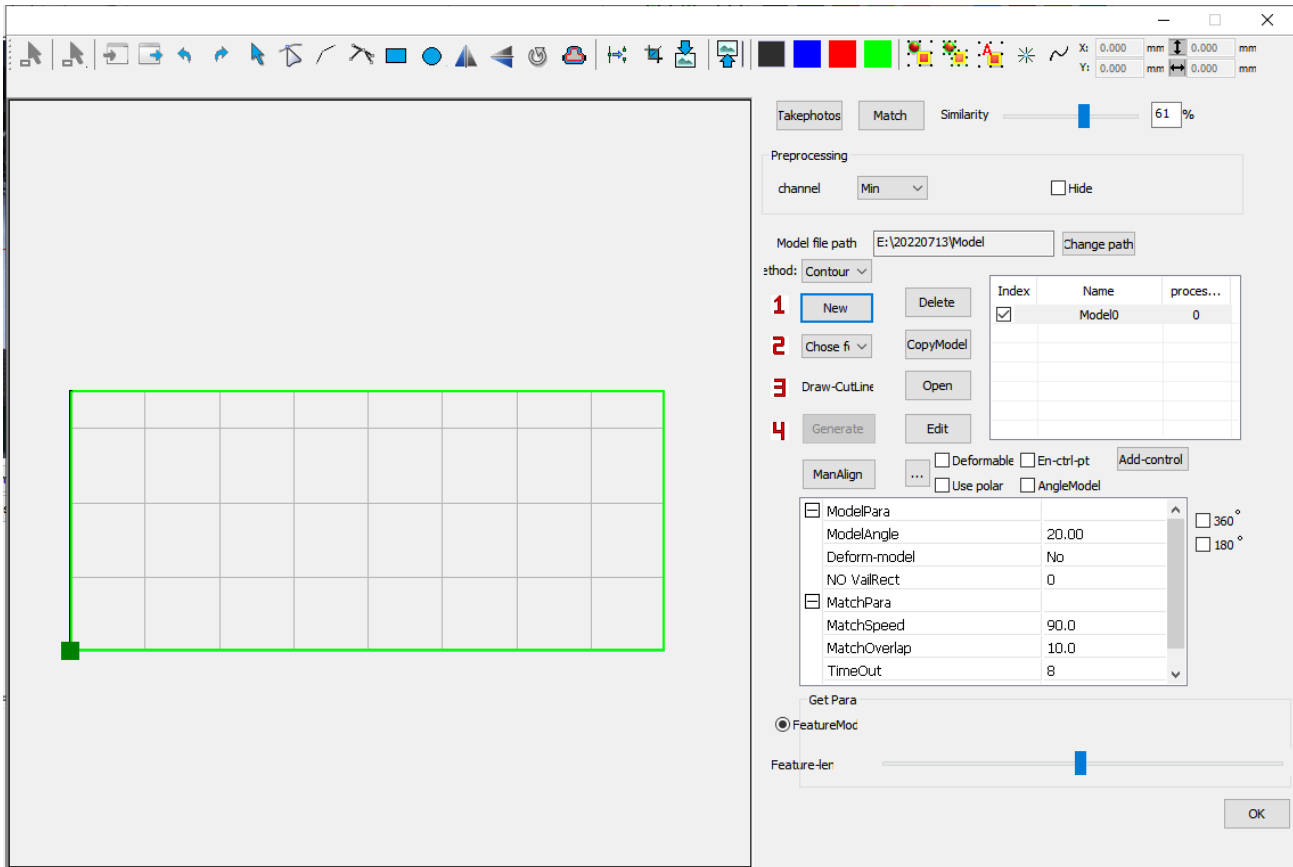 X: 0.000 mm 0.000 mm
Y: 0.000 mm 0.000 mm
Takephotos Match Similarity 61 %
Preprocessing
channel Min Hide
Model file path E:\20220713\Model Change path
ethod: Contour
Index Name proces...
1 New Delete
Model0 0
2 Chose fi CopyModel
3 Draw-CutLine Open
4 Generate Edit
ManAlign ... Deformable En-ctrl-pt Add-control
Use polar AngleModel
ModelPara
360°
ModelAngle 20.00
180°
Deform-model No
NO VailRect 0
MatchPara
MatchSpeed 90.0
MatchOverlap 10.0
TimeOut 8
Get Para
FeatureMod
Feature-len
OK
A